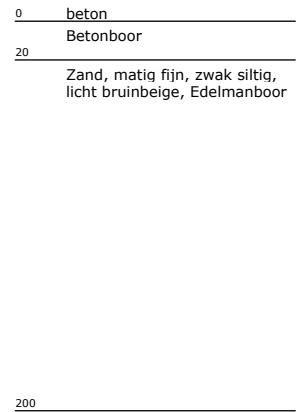 0 beton
Betonboor
20
Zand, matig fijn, zwak siltig,
licht bruinbeige, Edelmanboor
200